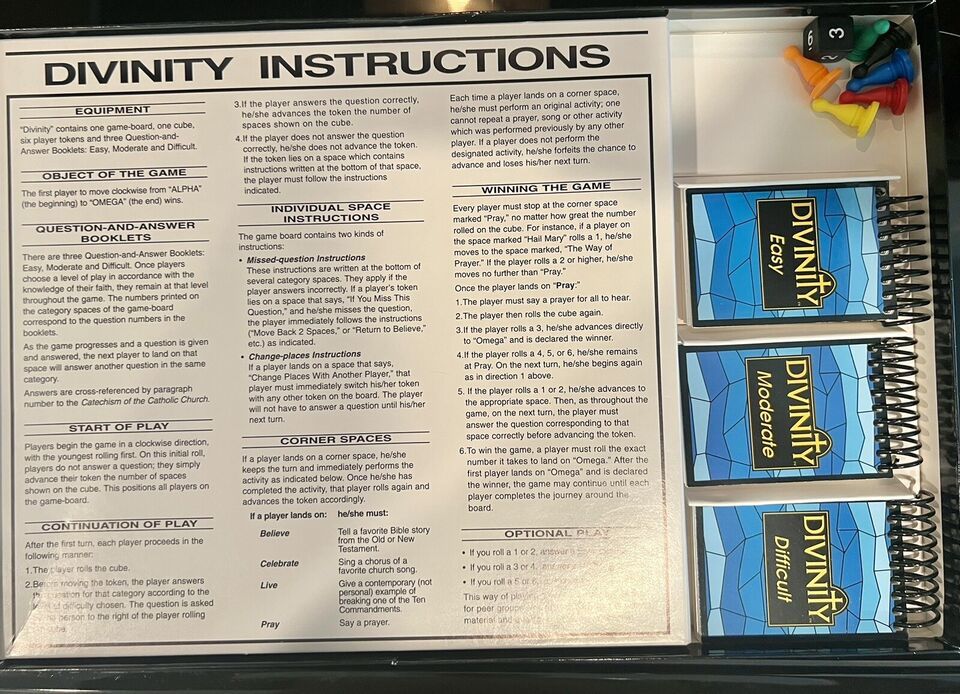 DIVINITY INSTRUCTIONS
EQUIPMENT
"Divinity" contains one game-board, one cube,
six player tokens and three Question-and-
Answer Booklets: Easy, Moderate and Difficult.
OBJECT OF THE GAME
The first player to move clockwise from "ALPHA"
(the beginning) to "OMEGA" (the end) wins.
QUESTION-AND-ANSWER
BOOKLETS
There are three Question-and-Answer Booklets:
Easy, Moderate and Difficult. Once players
choose a level of play in accordance with the
knowledge of their faith, they remain at that level
throughout the game. The numbers printed on
the category spaces of the game-board
correspond to the question numbers in the
booklets.
As the game progresses and a question is given
and answered, the next player to land on that
space will answer another question in the same
category.
Answers are cross-referenced by paragraph
number to the Catechism of the Catholic Church.
START OF PLAY
Players begin the game in a clockwise direction,
with the youngest rolling first. On this initial roll,
players do not answer a question; they simply
advance their token the number of spaces
shown on the cube. This positions all players on
the game-board.
CONTINUATION OF PLAY
After the first turn, each player proceeds in the
following manner:
1.The player rolls the cube.
2.Before moving the token, the player answers
question for that category according to the
of difficulty chosen. The question is asked
person to the right of the player rolling
3.If the player answers the question correctly,
he/she advances the token the number of
spaces shown on the cube.
4.If the player does not answer the question
correctly, he/she does not advance the token.
If the token lies on a space which contains
instructions written at the bottom of that space,
the player must follow the instructions
indicated.
INDIVIDUAL SPACE
INSTRUCTIONS
The game board contains two kinds of
instructions:
• Missed-question Instructions
These instructions are written at the bottom of
several category spaces. They apply if the
player answers incorrectly. If a player's token
lies on a space that says, "If You Miss This
Question," and he/she misses the question,
the player immediately follows the instructions
("Move Back 2 Spaces," or "Return to Believe,"
etc.) as indicated.
• Change-places Instructions
If a player lands on a space that says,
"Change Places With Another Player," that
player must immediately switch his/her token
with any other token on the board. The player
will not have to answer a question until his/her
next turn.
CORNER SPACES
If a player lands on a corner space, he/she
keeps the turn and immediately performs the
activity as indicated below. Once he/she has
completed the activity, that player rolls again and
advances the token accordingly.
If a player lands on: he/she must:
Believe Tell a favorite Bible story
from the Old or New
Testament.
Celebrate Sing a chorus of a
favorite church song.
Live Give a contemporary (not
personal) example of
breaking one of the Ten
Commandments.
Pray Say a prayer.
Each time a player lands on a corner space,
he/she must perform an original activity; one
cannot repeat a prayer, song or other activity
which was performed previously by any other
player. If a player does not perform the
designated activity, he/she forfeits the chance to
advance and loses his/her next turn.
WINNING THE GAME
Every player must stop at the corner space
marked "Pray," no matter how great the number
rolled on the cube. For instance, if a player on
the space marked "Hail Mary" rolls a 1, he/she
moves to the space marked, "The Way of
Prayer." If the player rolls a 2 or higher, he/she
moves no further than "Pray."
Once the player lands on "Pray:"
1.The player must say a prayer for all to hear.
2.The player then rolls the cube again.
3.If the player rolls a 3, he/she advances directly
to "Omega" and is declared the winner.
4.If the player rolls a 4, 5, or 6, he/she remains
at Pray. On the next turn, he/she begins again
as in direction 1 above.
5. If the player rolls a 1 or 2, he/she advances to
the appropriate space. Then, as throughout the
game, on the next turn, the player must
answer the question corresponding to that
space correctly before advancing the token.
6.To win the game, a player must roll the exact
number it takes to land on "Omega." After the
first player lands on "Omega" and is declared
the winner, the game may continue until each
player completes the journey around the
board.
OPTIONAL PLAY
• If you roll a 1 or 2, answer
• If you roll a 3 or 4,
• If you roll a 5 or 6,
This way of playing
for peer groups
material and
3
DIVINITY
Easy
DIVINITY
Moderate
DIVINITY
Difficult